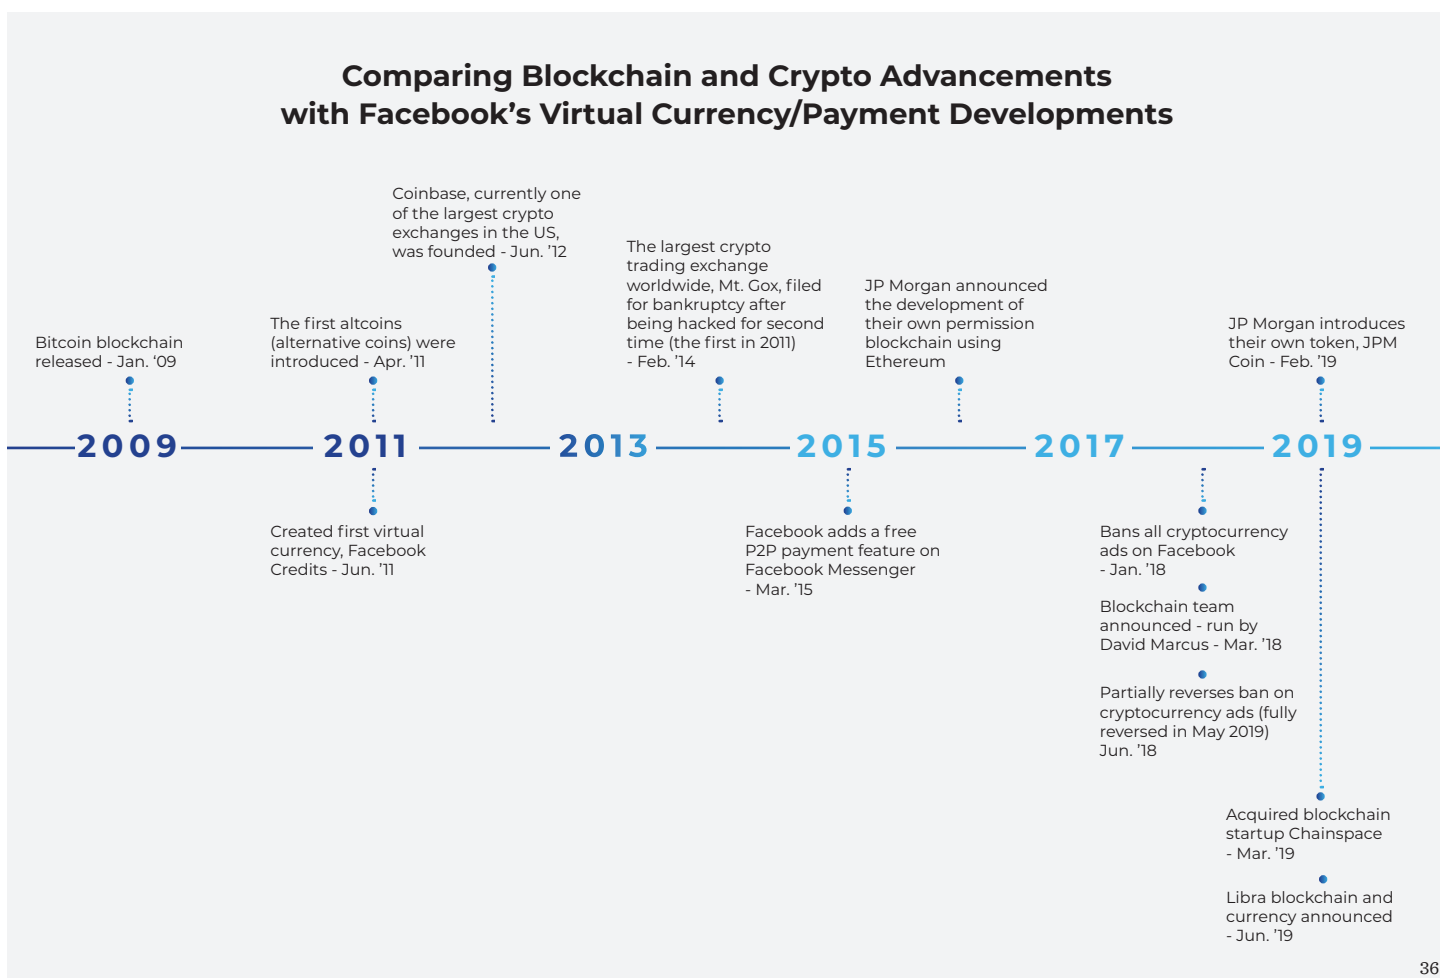 Comparing Blockchain and Crypto Advancements
with Facebook’s Virtual Currency/Payment Developments
Bitcoin blockchain
released - Jan. ‘09
The first altcoins
(alternative coins) were
introduced - Apr. ’11
Coinbase, currently one
of the largest crypto
exchanges in the US,
was founded - Jun. ’12
The largest crypto
trading exchange
worldwide, Mt. Gox, filed
for bankruptcy after
being hacked for second
time (the first in 2011)
- Feb. ’14
JP Morgan announced
the development of
their own permission
blockchain using
Ethereum
JP Morgan introduces
their own token, JPM
Coin - Feb. ’19
2009 2011 2013 2015 2017 2019
Created first virtual
currency, Facebook
Credits - Jun. ’11
Facebook adds a free
P2P payment feature on
Facebook Messenger
- Mar. ’15
Bans all cryptocurrency
ads on Facebook
- Jan. ’18
Blockchain team
announced - run by
David Marcus - Mar. ’18
Partially reverses ban on
cryptocurrency ads (fully
reversed in May 2019)
Jun. ’18
Acquired blockchain
startup Chainspace
- Mar. ’19
Libra blockchain and
currency announced
- Jun. ’19
36